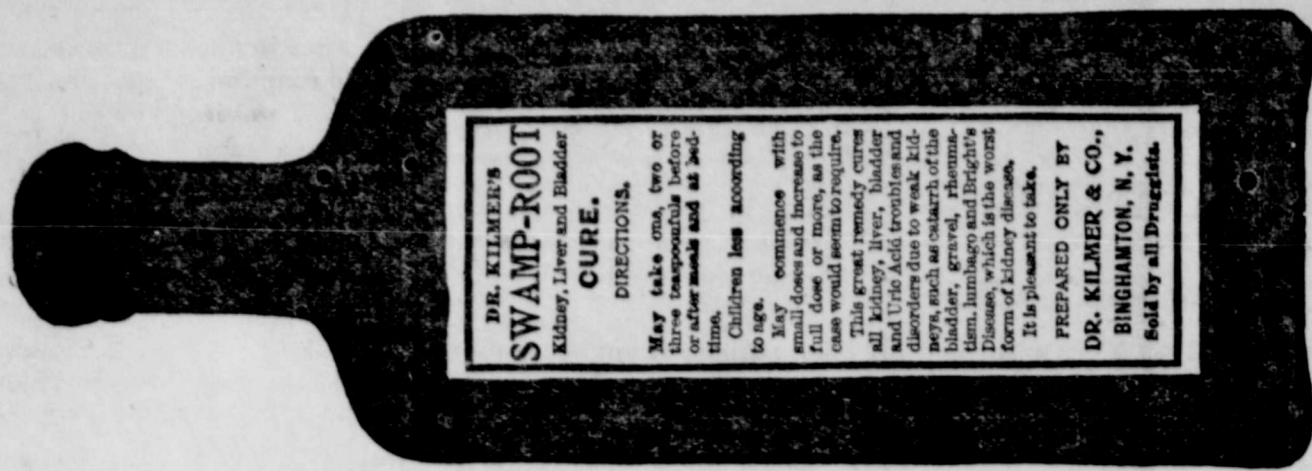 DR. KILMER'S
SWAMP-ROOT
Kidney, Liver and Bladder
CURE.
DIRECTIONS.
May take one, two or
three teaspoonfuls before
or after meals and at bed-
time.
Children less according
to age.
May commence with
small doses and increase to
full dose or more, as the
case would seem to require.
This great remedy cures
all kidney, liver, bladder
and Uric Acid troubles and
disorders due to weak kid-
neys, such as catarrh of the
bladder, gravel, rheuma-
tism, lumbago and Bright's
Disease, which is the worst
form of kidney disease.
It is pleasant to take.
PREPARED ONLY BY
DR. KILMER & CO.,
BINGHAMTON, N. Y.
Sold by all Druggists.